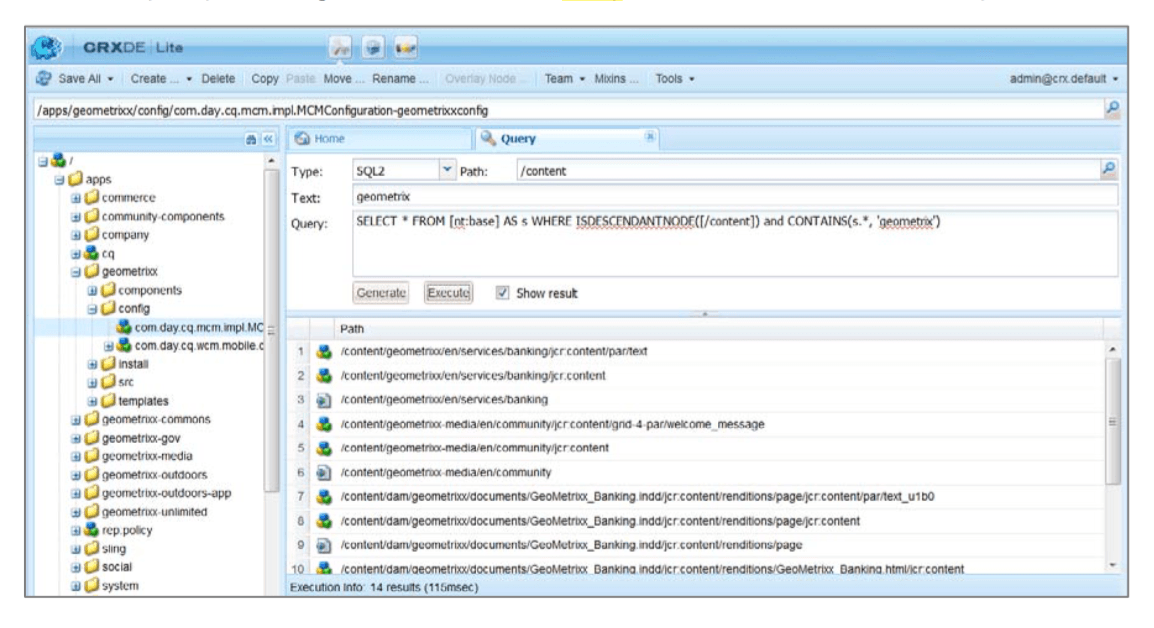 CRXDE Lite
Save All Create ... Delete Copy Paste Move ... Rename ... Overlay Node ... Team Mixins ... Tools admin@crx.default
/apps/geometrixx/config/com.day.cq.mcm.impl.MCMConfiguration-geometrixxconfig
Home Query
/
apps
commerce
community-components
company
cq
geometrixx
components
config
com.day.cq.mcm.impl.MC
com.day.cq.wcm.mobile.c
install
src
templates
geometrixx-commons
geometrixx-gov
geometrixx-media
geometrixx-outdoors
geometrixx-outdoors-app
geometrixx-unlimited
rep:policy
sling
social
system
Type: SQL2 Path: /content
Text: geometrix
Query: SELECT * FROM [nt:base] AS s WHERE ISDESCENDANTNODE([/content]) and CONTAINS(s.*, 'geometrix')
Generate Execute Show result
Path
1 /content/geometrixx/en/services/banking/jcr:content/par/text
2 /content/geometrixx/en/services/banking/jcr:content
3 /content/geometrixx/en/services/banking
4 /content/geometrixx-media/en/community/jcr:content/grid-4-par/welcome_message
5 /content/geometrixx-media/en/community/jcr:content
6 /content/geometrixx-media/en/community
7 /content/dam/geometrixx/documents/GeoMetrixx_Banking.indd/jcr:content/renditions/page/jcr:content/par/text_u1b0
8 /content/dam/geometrixx/documents/GeoMetrixx_Banking.indd/jcr:content/renditions/page/jcr:content
9 /content/dam/geometrixx/documents/GeoMetrixx_Banking.indd/jcr:content/renditions/page
10 /content/dam/geometrixx/documents/GeoMetrixx_Banking.indd/jcr:content/renditions/GeoMetrixx_Banking.html/jcr:content
Execution Info: 14 results (115msec)